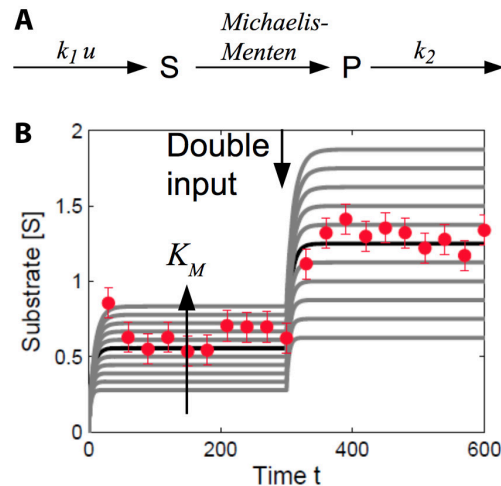 A
k₁ u
S
Michaelis-
Menten
P
k₂
B
2
1.5
1
0.5
0
Substrate [S]
Double
input
K_M
0
200
400
600
Time t